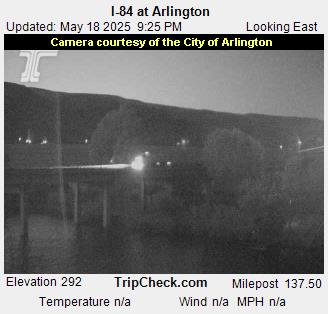 I-84 at Arlington
Updated: May 18 2025 9:25 PM Looking East
Camera courtesy of the City of Arlington
Elevation 292 TripCheck.com Milepost 137.50
Temperature n/a Wind n/a MPH n/a